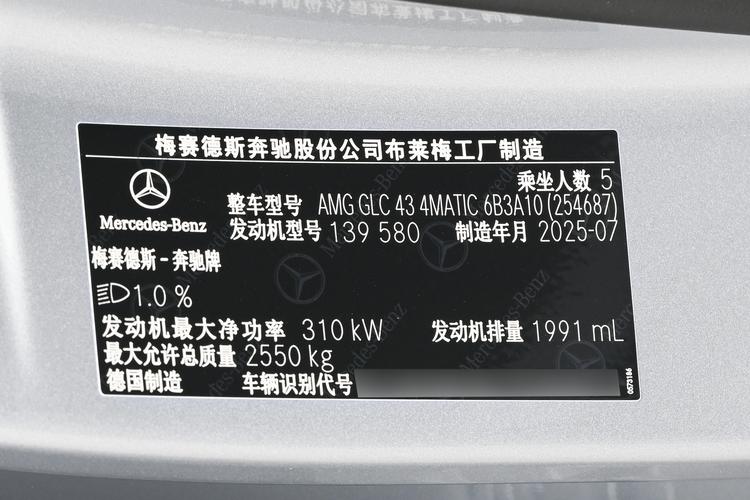 梅赛德斯奔驰股份公司布莱梅工厂制造
乘坐人数 5
整车型号 AMG GLC 43 4MATIC 6B3A10 (254687)
Mercedes-Benz
发动机型号 139 580 制造年月 2025-07
梅赛德斯-奔驰牌
1.0 %
发动机最大净功率 310 kW 发动机排量 1991 mL
最大允许总质量 2550 kg
德国制造 车辆识别代号
0573186